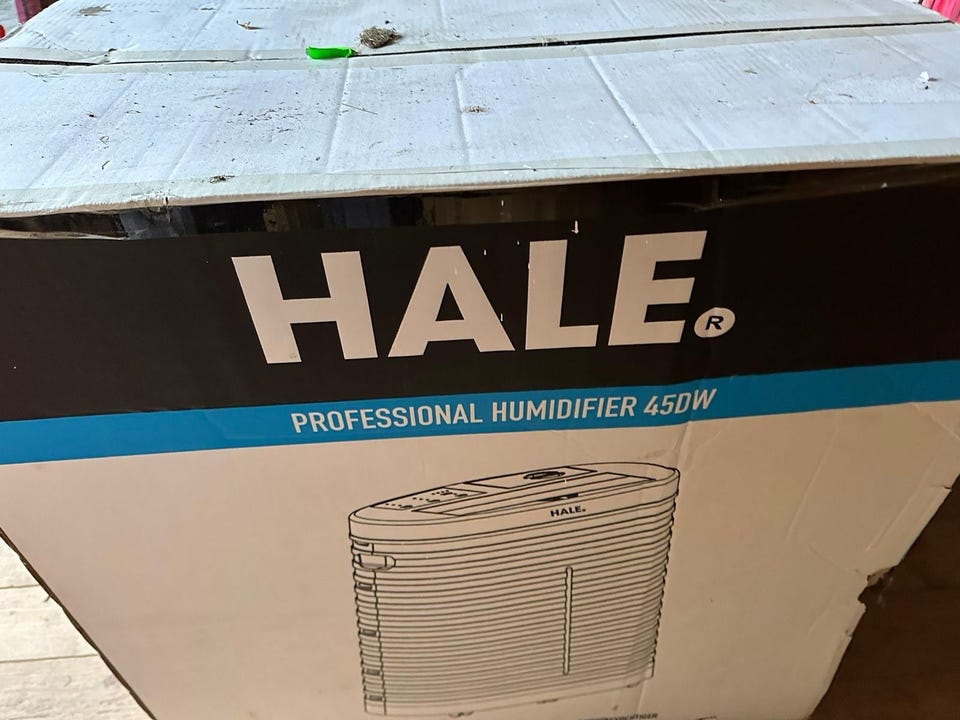 HALE.®
PROFESSIONAL HUMIDIFIER 45DW
HALE.